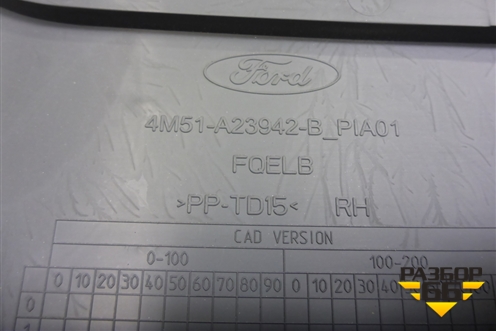 Ford
4M51-A23942-B_PIA01
FQELB
>PP-TD15< RH
CAD VERSION
0-100 100-200
0 10 20 30 40 50 60 70 80 90 0 10 20 30
0
1
РАЗБОР
66